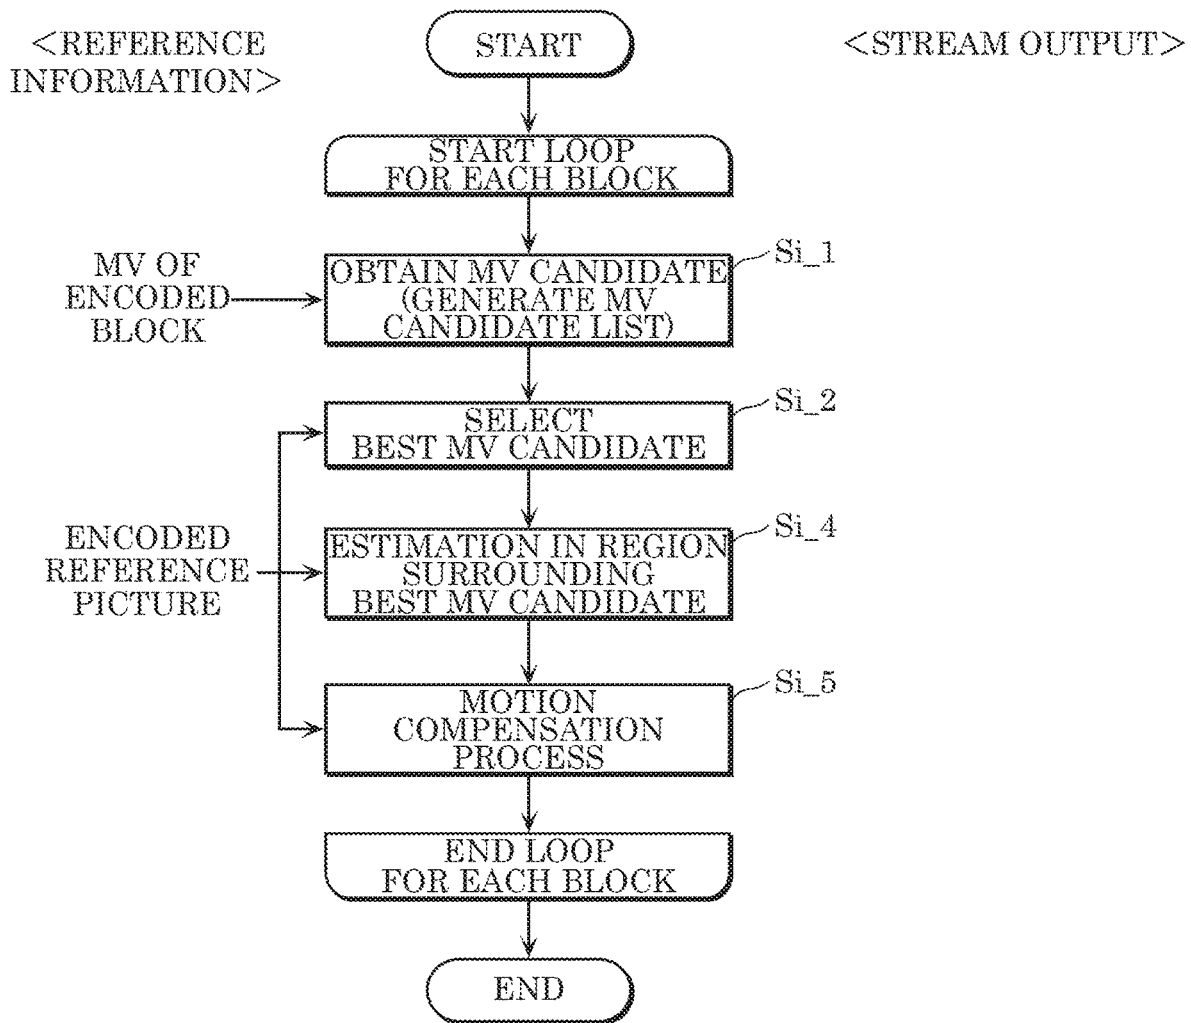 <REFERENCE
INFORMATION>
START
<STREAM OUTPUT>
START LOOP
FOR EACH BLOCK
MV OF
ENCODED
BLOCK
OBTAIN MV CANDIDATE
(GENERATE MV
CANDIDATE LIST)
Si_1
SELECT
BEST MV CANDIDATE
Si_2
ENCODED
REFERENCE
PICTURE
ESTIMATION IN REGION
SURROUNDING
BEST MV CANDIDATE
Si_4
MOTION
COMPENSATION
PROCESS
Si_5
END LOOP
FOR EACH BLOCK
END